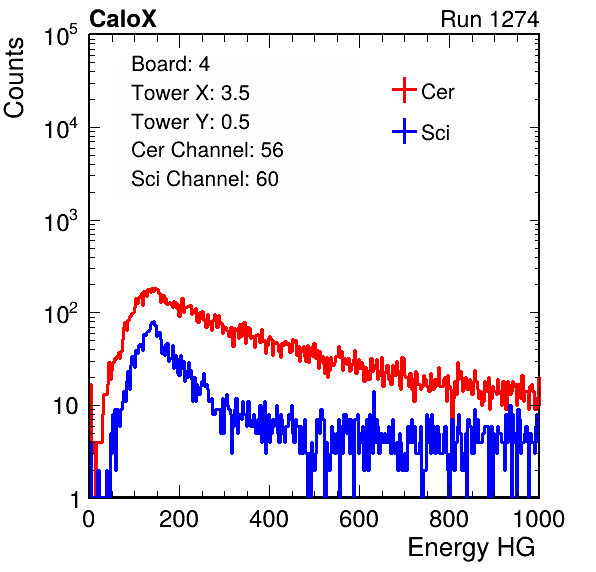 CaloX Run 1274
10^5
Counts
Board: 4
Tower X: 3.5
Tower Y: 0.5
Cer Channel: 56
Sci Channel: 60
Cer
Sci
10^4
10^3
10^2
10
1
0 200 400 600 800 1000
Energy HG